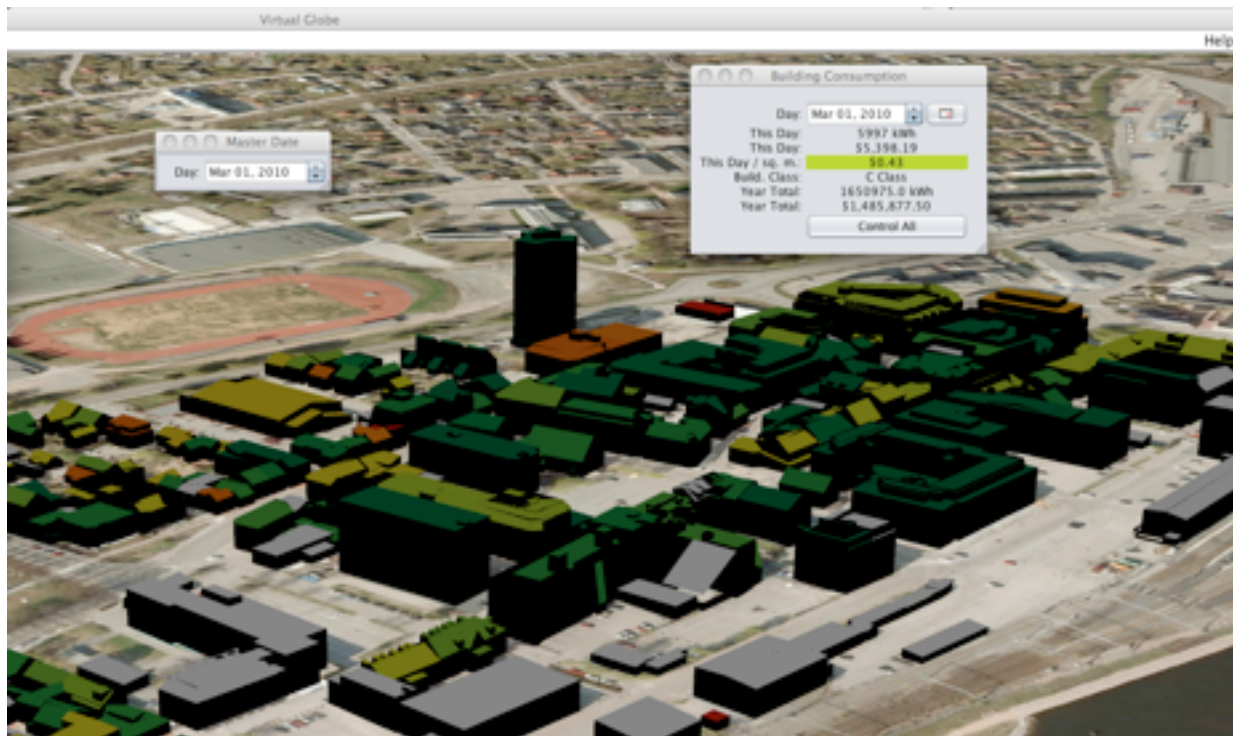 Virtual Globe
Help
Building Consumption
Day: Mar 01, 2010
This Day: 5997 kWh
This Day: $5,398.19
This Day / sq. m.: $0.43
Build. Class: C Class
Year Total: 1650975.0 kWh
Year Total: $1,485,877.50
Control All
Master Date
Day: Mar 01, 2010